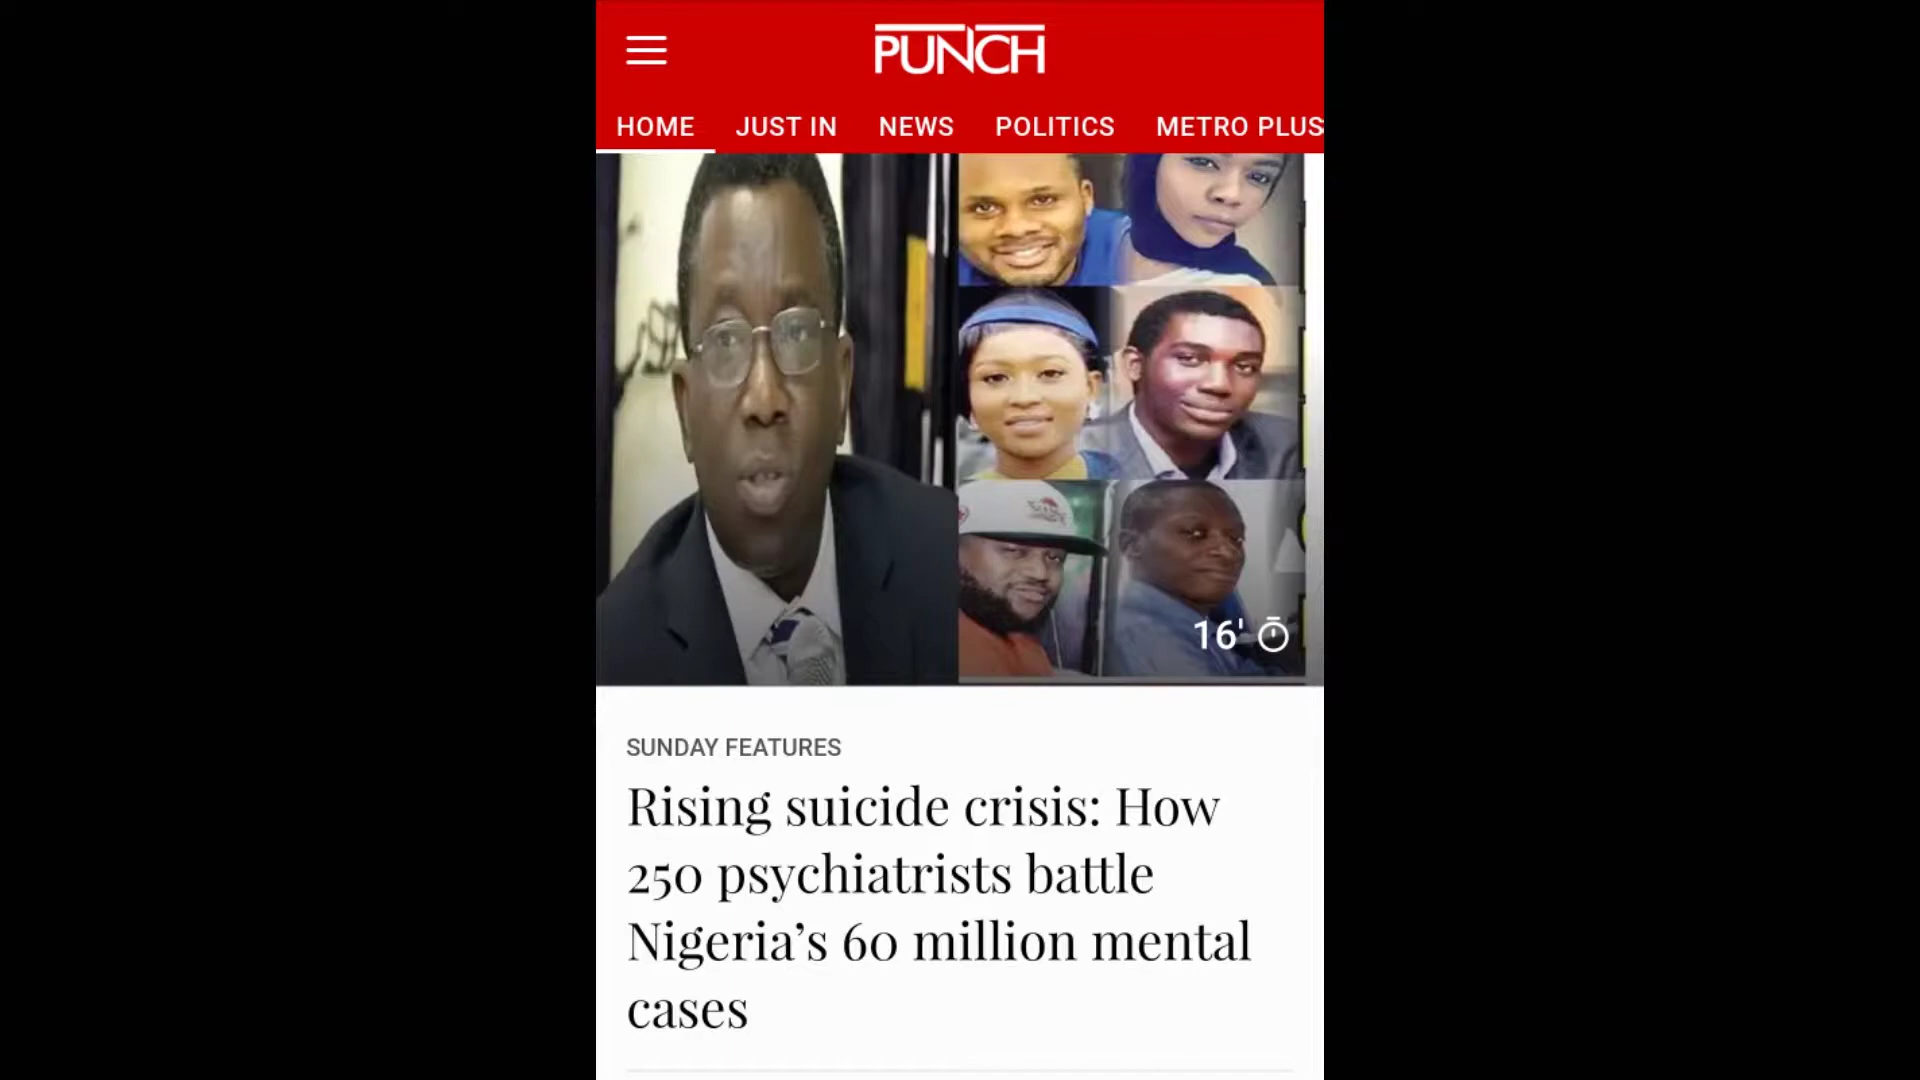 PUNCH
HOME JUST IN NEWS POLITICS METRO PLUS
16'
SUNDAY FEATURES
Rising suicide crisis: How
250 psychiatrists battle
Nigeria’s 60 million mental
cases